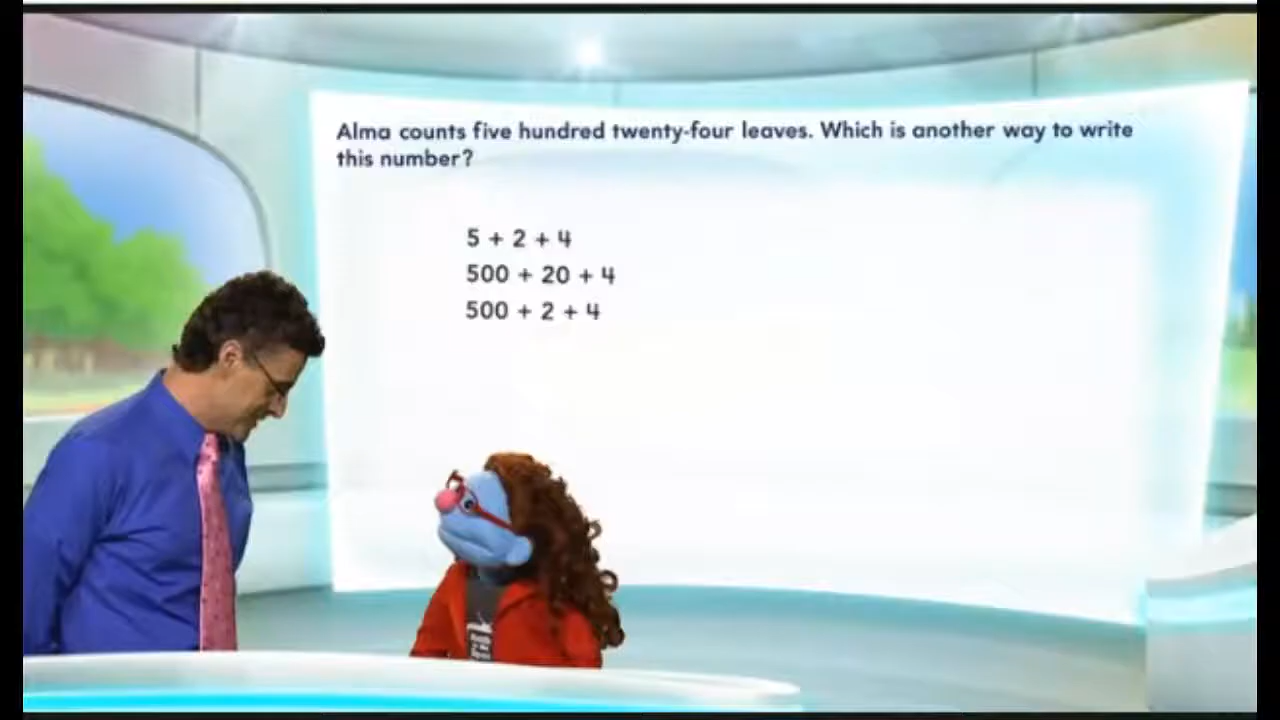 Alma counts five hundred twenty-four leaves. Which is another way to write
this number?
5 + 2 + 4
500 + 20 + 4
500 + 2 + 4